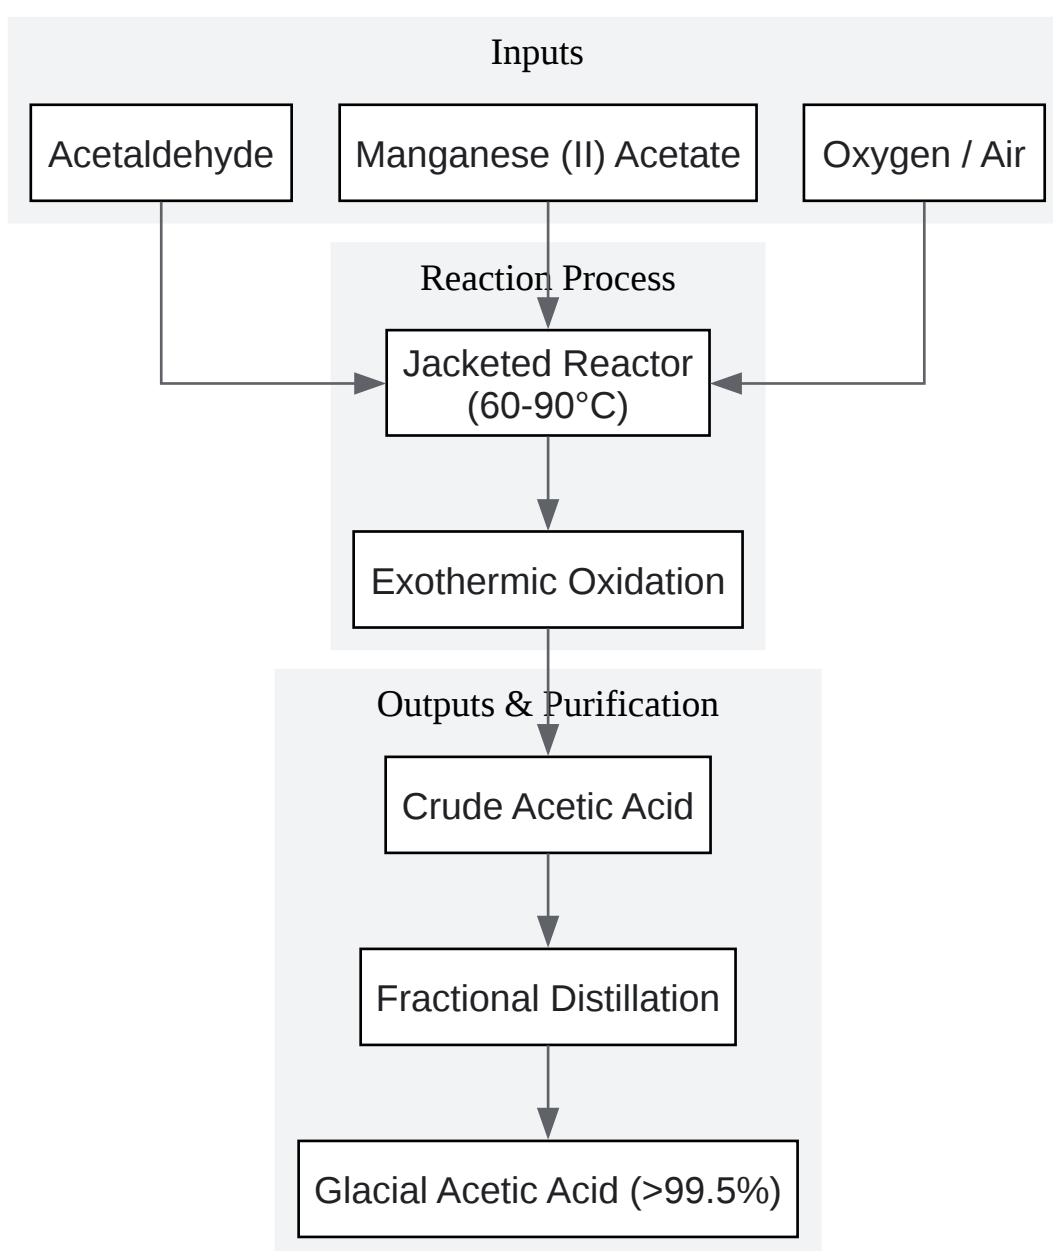 Inputs
Acetaldehyde
Manganese (II) Acetate
Oxygen / Air
Reaction Process
Jacketed Reactor
(60-90°C)
Exothermic Oxidation
Outputs & Purification
Crude Acetic Acid
Fractional Distillation
Glacial Acetic Acid (>99.5%)